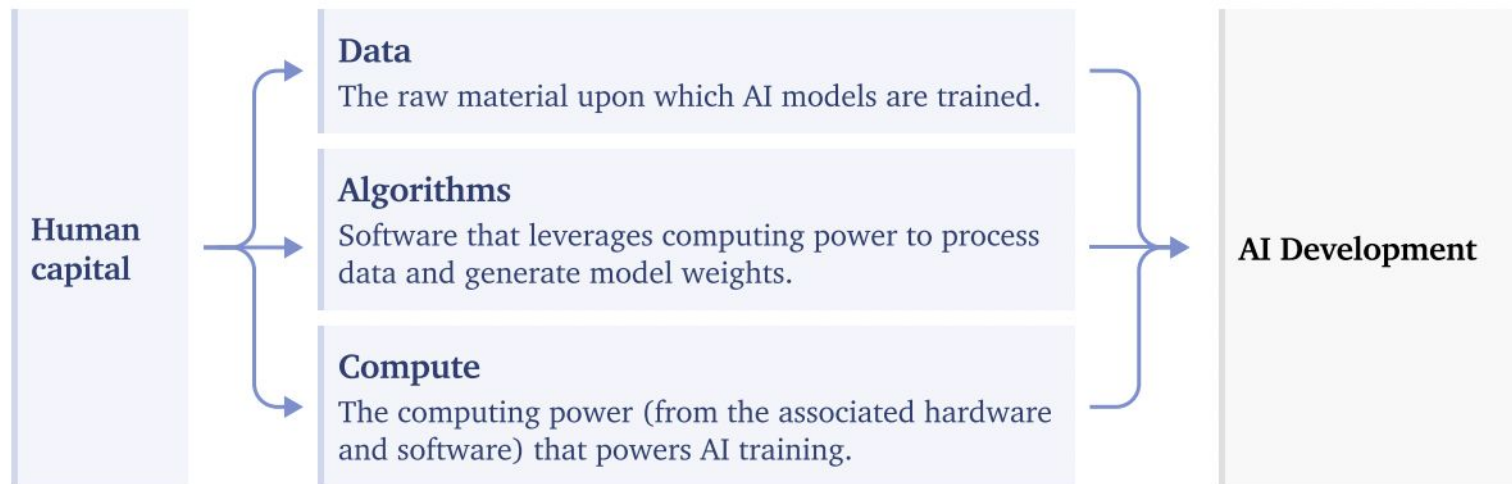 Human
capital
Data
The raw material upon which AI models are trained.
Algorithms
Software that leverages computing power to process
data and generate model weights.
Compute
The computing power (from the associated hardware
and software) that powers AI training.
AI Development